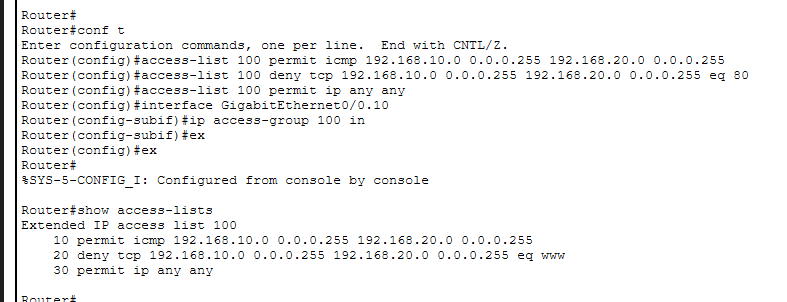 Router#
Router#conf t
Enter configuration commands, one per line.  End with CNTL/Z.
Router(config)#access-list 100 permit icmp 192.168.10.0 0.0.0.255 192.168.20.0 0.0.0.255
Router(config)#access-list 100 deny tcp 192.168.10.0 0.0.0.255 192.168.20.0 0.0.0.255 eq 80
Router(config)#access-list 100 permit ip any any
Router(config)#interface GigabitEthernet0/0.10
Router(config-subif)#ip access-group 100 in
Router(config-subif)#ex
Router(config)#ex
Router#
%SYS-5-CONFIG_I: Configured from console by console
Router#show access-lists
Extended IP access list 100
    10 permit icmp 192.168.10.0 0.0.0.255 192.168.20.0 0.0.0.255
    20 deny tcp 192.168.10.0 0.0.0.255 192.168.20.0 0.0.0.255 eq www
    30 permit ip any any
Router#